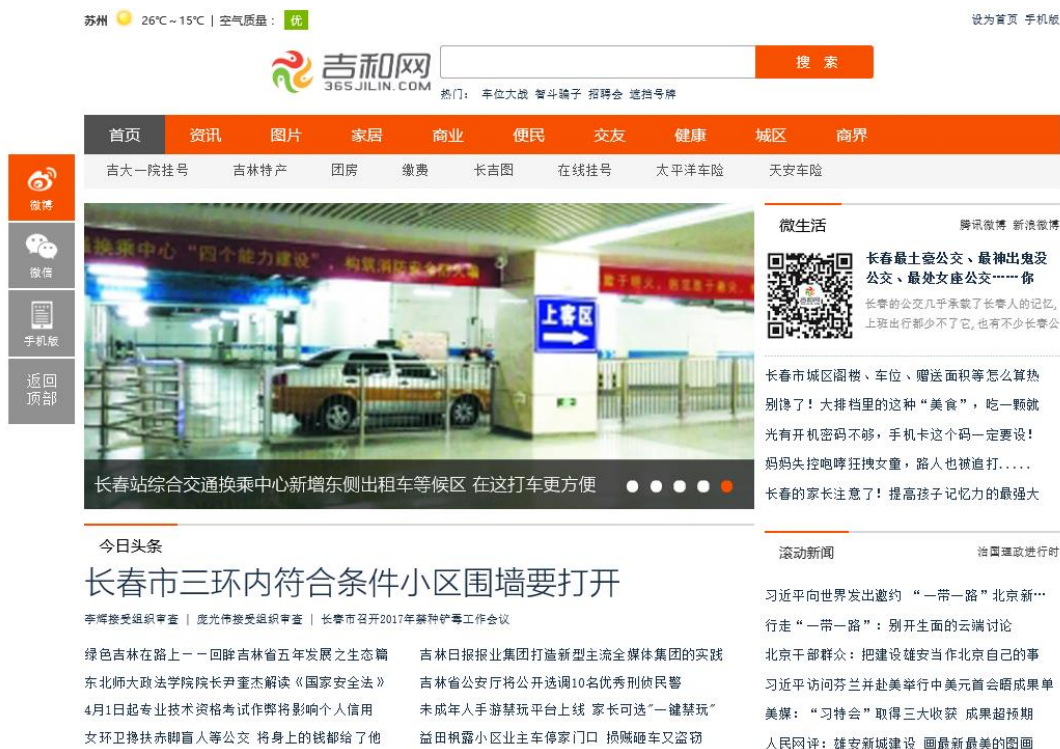 苏州 26℃~15℃ | 空气质量： 优
设为首页 手机版
吉和网
365JILIN.COM
搜 索
热门： 车位大战 智斗骗子 招聘会 遮挡号牌
首页 资讯 图片 家居 商业 便民 交友 健康 城区 商界
吉大一院挂号 吉林特产 团房 缴费 长吉图 在线挂号 太平洋车险 天安车险
微博
微信
手机版
返回
顶部
换乘中心 “四个能力建设”，构筑消防安全防火墙
上客区
长春站综合交通换乘中心新增东侧出租车等候区 在这打车更方便
微生活
腾讯微博 新浪微博
长春最土豪公交、最神出鬼没
公交、最处女座公交……你
长春的公交几乎承载了长春人的记忆,
上班出行都少不了它,也有不少长春公
长春市城区阁楼、车位、赠送面积等怎么算热
别馋了！大排档里的这种“美食”，吃一颗就
光有开机密码不够，手机卡这个码一定要设！
妈妈失控咆哮狂拽女童，路人也被追打.....
长春的家长注意了！提高孩子记忆力的最强大
今日头条
长春市三环内符合条件小区围墙要打开
李辉接受组织审查 | 庞光伟接受组织审查 | 长春市召开2017年禁种铲毒工作会议
绿色吉林在路上－－回眸吉林省五年发展之生态篇
东北师大政法学院院长尹奎杰解读《国家安全法》
4月1日起专业技术资格考试作弊将影响个人信用
女环卫搀扶赤脚盲人等公交 将身上的钱都给了他
吉林日报报业集团打造新型主流全媒体集团的实践
吉林省公安厅将公开选调10名优秀刑侦民警
未成年人手游禁玩平台上线 家长可选"一键禁玩"
益田枫露小区业主车停家门口 损贼砸车又盗窃
滚动新闻
治国理政进行时
习近平向世界发出邀约 “一带一路”北京新…
行走“一带一路”：别开生面的云端讨论
北京干部群众：把建设雄安当作北京自己的事
习近平访问芬兰并赴美举行中美元首会晤成果单
美媒：“习特会”取得三大收获 成果超预期
人民网评：雄安新城建设 画最新最美的图画